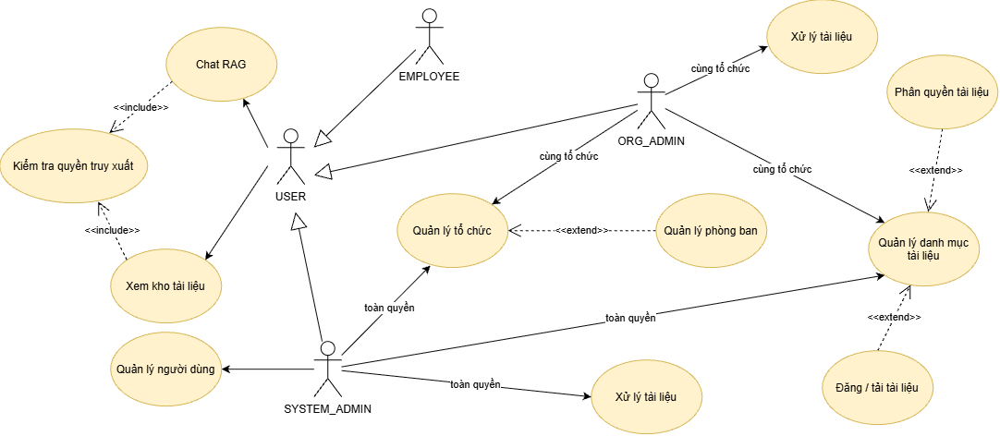 Xử lý tài liệu
Chat RAG
EMPLOYEE
cùng tổ chức
Phân quyền tài liệu
<<include>>
ORG_ADMIN
Kiểm tra quyền truy xuất
cùng tổ chức
cùng tổ chức
<<extend>>
USER
<<include>>
Quản lý tổ chức
<<extend>>
Quản lý phòng ban
Quản lý danh mục
tài liệu
Xem kho tài liệu
toàn quyền
toàn quyền
<<extend>>
Quản lý người dùng
toàn quyền
Đăng / tải tài liệu
Xử lý tài liệu
SYSTEM_ADMIN